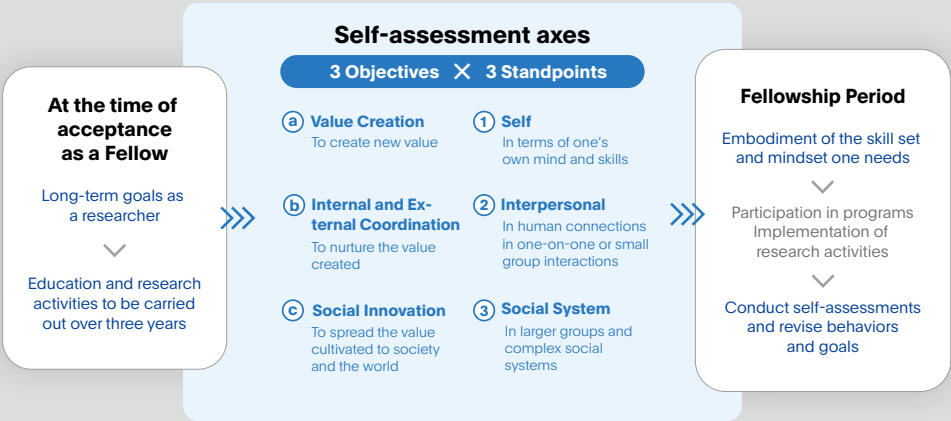 At the time of
acceptance
as a Fellow
Long-term goals as
a researcher
Education and research
activities to be carried
out over three years
Self-assessment axes
3 Objectives × 3 Standpoints
a Value Creation
To create new value
b Internal and Ex-
ternal Coordination
To nurture the value
created
c Social Innovation
To spread the value
cultivated to society
and the world
1 Self
In terms of one's
own mind and skills
2 Interpersonal
In human connections
in one-on-one or small
group interactions
3 Social System
In larger groups and
complex social
systems
Fellowship Period
Embodiment of the skill set
and mindset one needs
Participation in programs
Implementation of
research activities
Conduct self-assessments
and revise behaviors
and goals